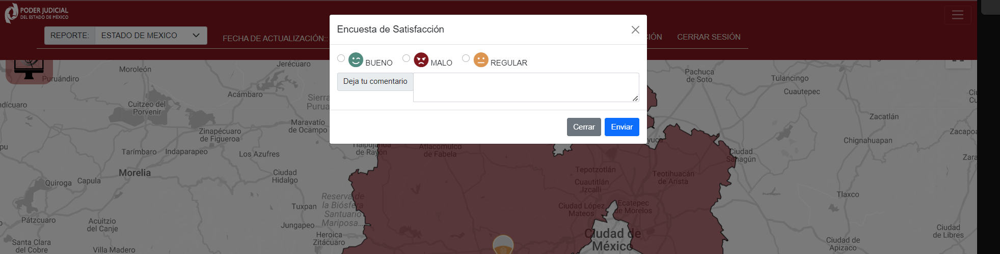 PODER JUDICIAL
DEL ESTADO DE MÉXICO
REPORTE:
ESTADO DE MEXICO
FECHA DE ACTUALIZACIÓN::
IÓN
CERRAR SESIÓN
Encuesta de Satisfacción
BUENO
MALO
REGULAR
Deja tu comentario
Cerrar
Enviar
Moroleón
Jerécuaro
Puruándiro
Pachuca
de Soto
Tulancingo
Acámbaro
Sierra
Purua
Cuautepec
ndícuaro
Cuitzeo del
Porvenir
Maravatío
de Ocampo
Zacatlán
Zinapécuaro
de Figueroa
Zacapoa
yuca
Chignahuapan
Tarímbaro
Indaparapeo
Los Azufres
Tlalpujahua
de Rayón
Atlacomulco
de Fabela
Ciudad
Sahagún
Zara
Morelia
Ciudad
Hidalgo
Tepotzotlán
Teotihuacán
de Arista
Quiroga
Capula
Cuautitlán
Izcalli
Tlaxco
Reserva de
la Biósfera
Santuario
Mariposa...
Tuxpan
Ciudad López
Mateos
Ecatepec
de Morelos
Pátzcuaro
Acuitzio
del Canje
Jungapeo
Heroica
Zitácuaro
Ciudad de
México
Ciudad
de Libres
Santa Clara
del Cobre
Villa Madero
Ciudad de
Apizaco